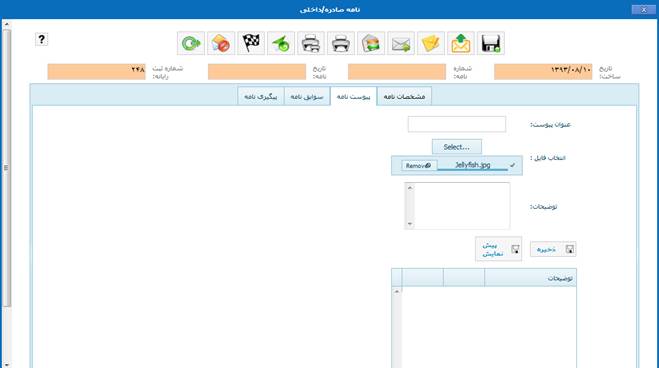 نامه صادره/داخلی
x
?
تاریخ ساخت:
۱۳۹۳/۰۸/۱۰
شماره نامه:
تاریخ نامه:
شماره ثبت رایانه:
۲۴۸
مشخصات نامه
پیوست نامه
سوابق نامه
پیگیری نامه
عنوان پیوست:
Select...
انتخاب فایل :
Jellyfish.jpg
Remove
توضیحات:
ذخیره
پیش نمایش
توضیحات